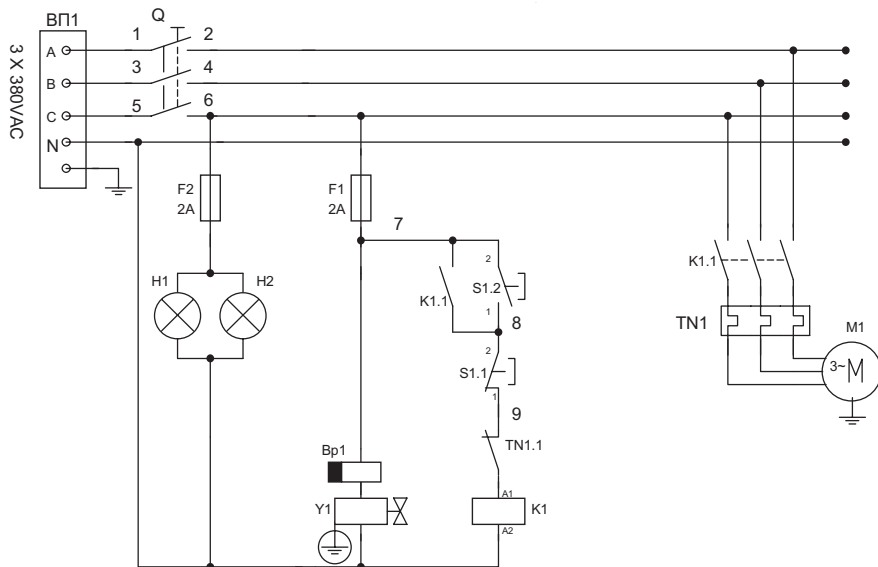 ВП1
Q
1
2
A
3
4
B
5
6
C
N
3 X 380VAC
F2
2A
F1
2A
7
H1
H2
K1.1
2
S1.2
1
8
2
S1.1
1
9
TN1.1
Bp1
Y1
A1
K1
A2
K1.1
TN1
M1
3~M